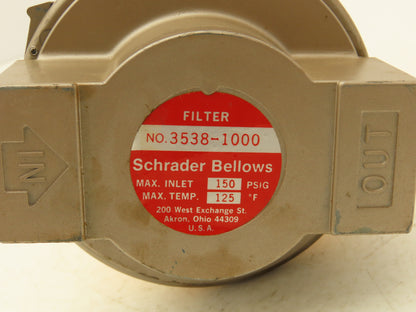 FILTER
NO. 3538-1000
Schrader Bellows
MAX. INLET 150 PSIG
MAX. TEMP. 125 °F
200 West Exchange St.
Akron, Ohio 44309
U.S.A.
IN
OUT